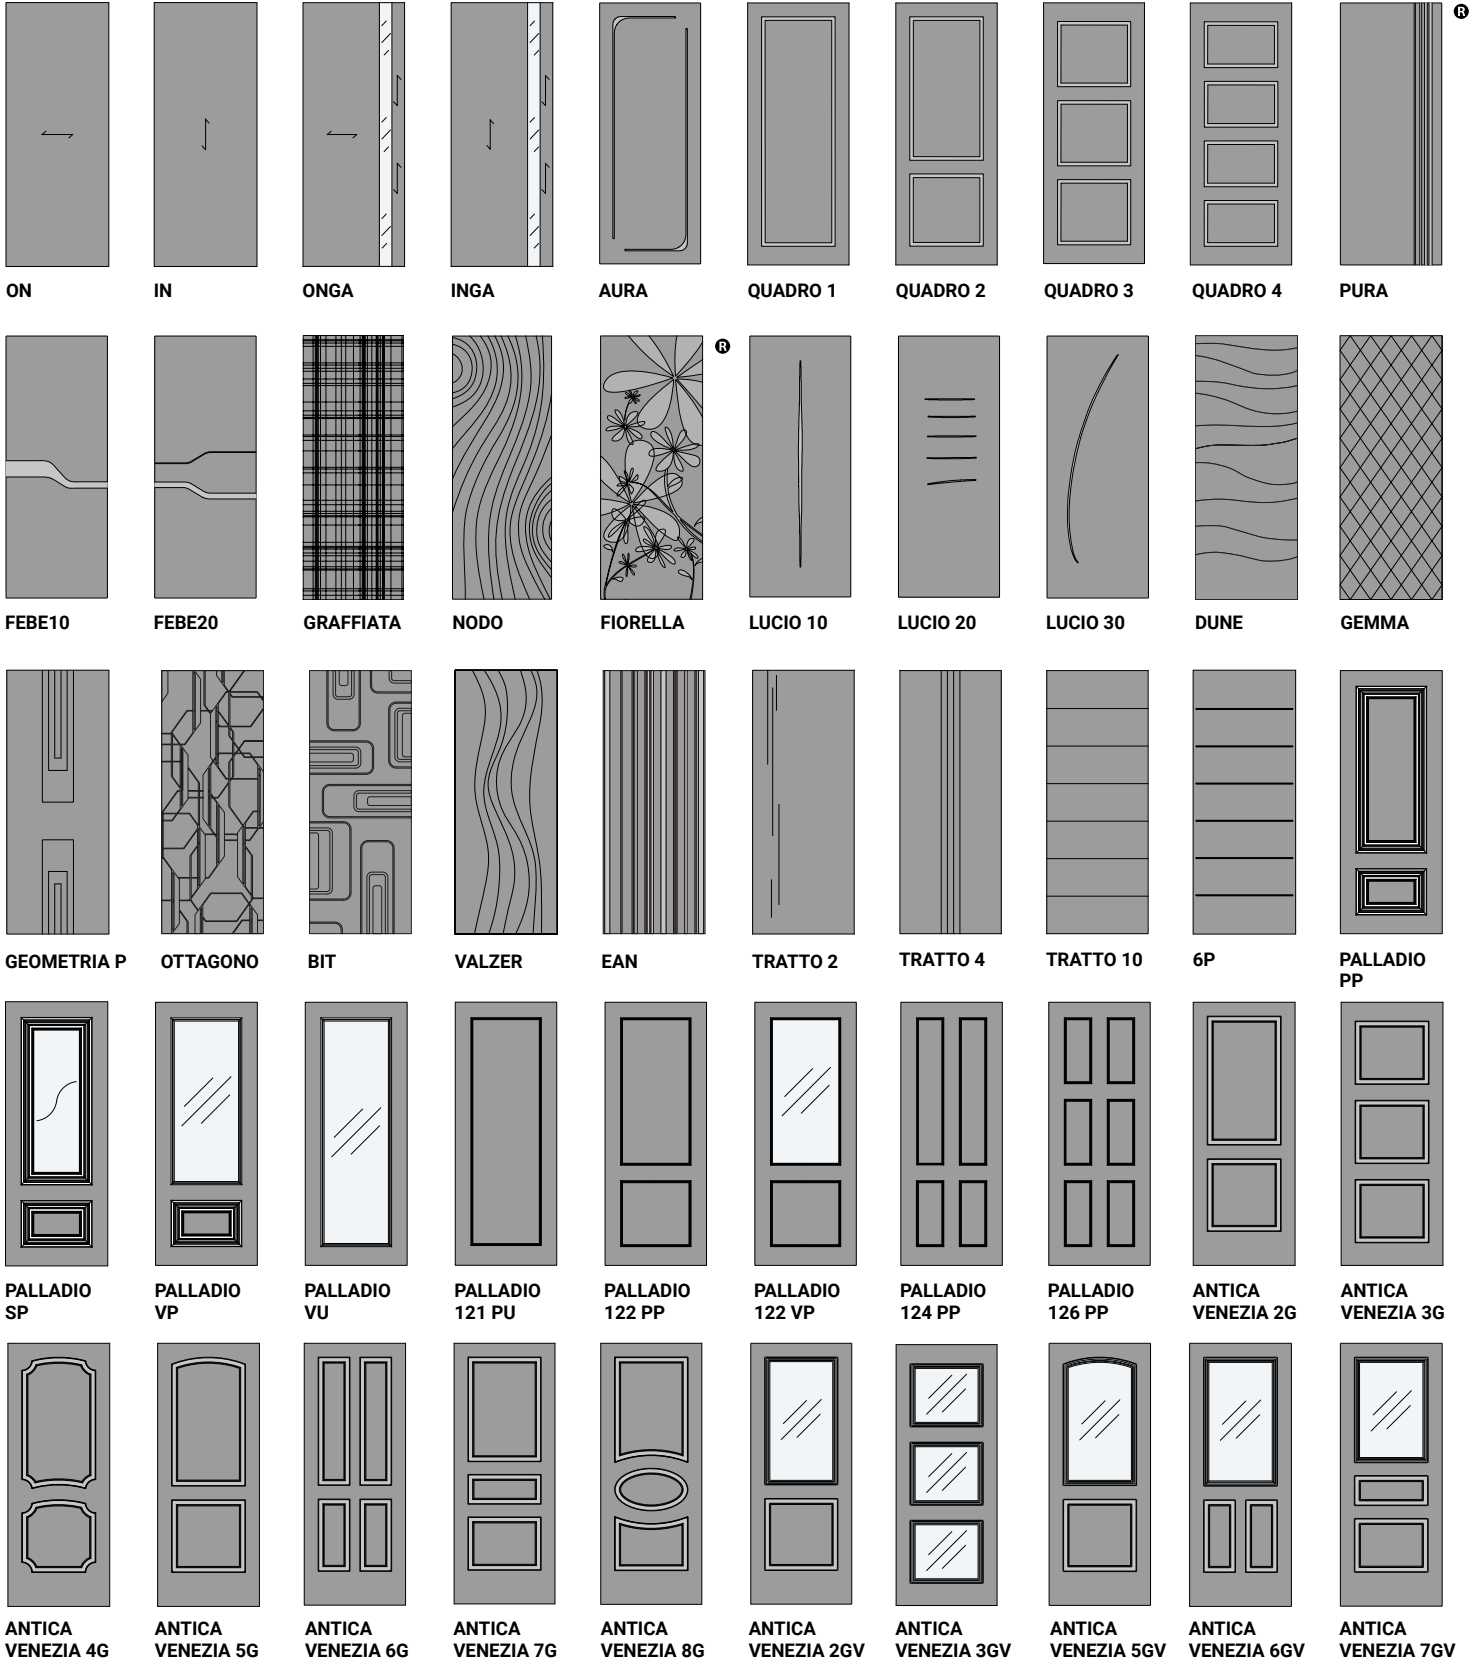 ®
ON
IN
ONGA
INGA
AURA
QUADRO 1
QUADRO 2
QUADRO 3
QUADRO 4
PURA
®
FEBE10
FEBE20
GRAFFIATA
NODO
FIORELLA
LUCIO 10
LUCIO 20
LUCIO 30
DUNE
GEMMA
GEOMETRIA P
OTTAGONO
BIT
VALZER
EAN
TRATTO 2
TRATTO 4
TRATTO 10
6P
PALLADIO
PP
PALLADIO
SP
PALLADIO
VP
PALLADIO
VU
PALLADIO
121 PU
PALLADIO
122 PP
PALLADIO
122 VP
PALLADIO
124 PP
PALLADIO
126 PP
ANTICA
VENEZIA 2G
ANTICA
VENEZIA 3G
ANTICA
VENEZIA 4G
ANTICA
VENEZIA 5G
ANTICA
VENEZIA 6G
ANTICA
VENEZIA 7G
ANTICA
VENEZIA 8G
ANTICA
VENEZIA 2GV
ANTICA
VENEZIA 3GV
ANTICA
VENEZIA 5GV
ANTICA
VENEZIA 6GV
ANTICA
VENEZIA 7GV